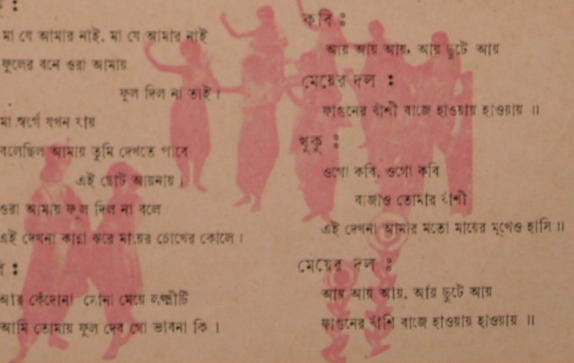 :
মা যে আমার নাই, মা যে আমার নাই
ফুলের বনে ওরা আমায়
ফুল দিল না তাই।
মা স্বর্গে যখন যায়
বলেছিল আমায় তুমি দেখতে পাবে
এই ছোট আয়নায়।
ওরা আমায় ফুল দিল না বলে
এই দেখনা কান্না ঝরে মায়ের চোখের কোলে।
:
আর কেঁদোনা সোনা মেয়ে লক্ষ্মীটি
আমি তোমায় ফুল দেব গো ভাবনা কি।
কবি :
আয় আয় আয়, আয় ছুটে আয়
মেয়ের দল :
ফাগুনের বাঁশী বাজে হাওয়ায় হাওয়ায় ॥
খুকু :
ওগো কবি, ওগো কবি
বাজাও তোমার বাঁশী
এই দেখনা আমার মতো মায়ের মুখেও হাসি ॥
মেয়ের দল :
আয় আয় আয়, আয় ছুটে আয়
ফাগুনের বাঁশি বাজে হাওয়ায় হাওয়ায় ॥